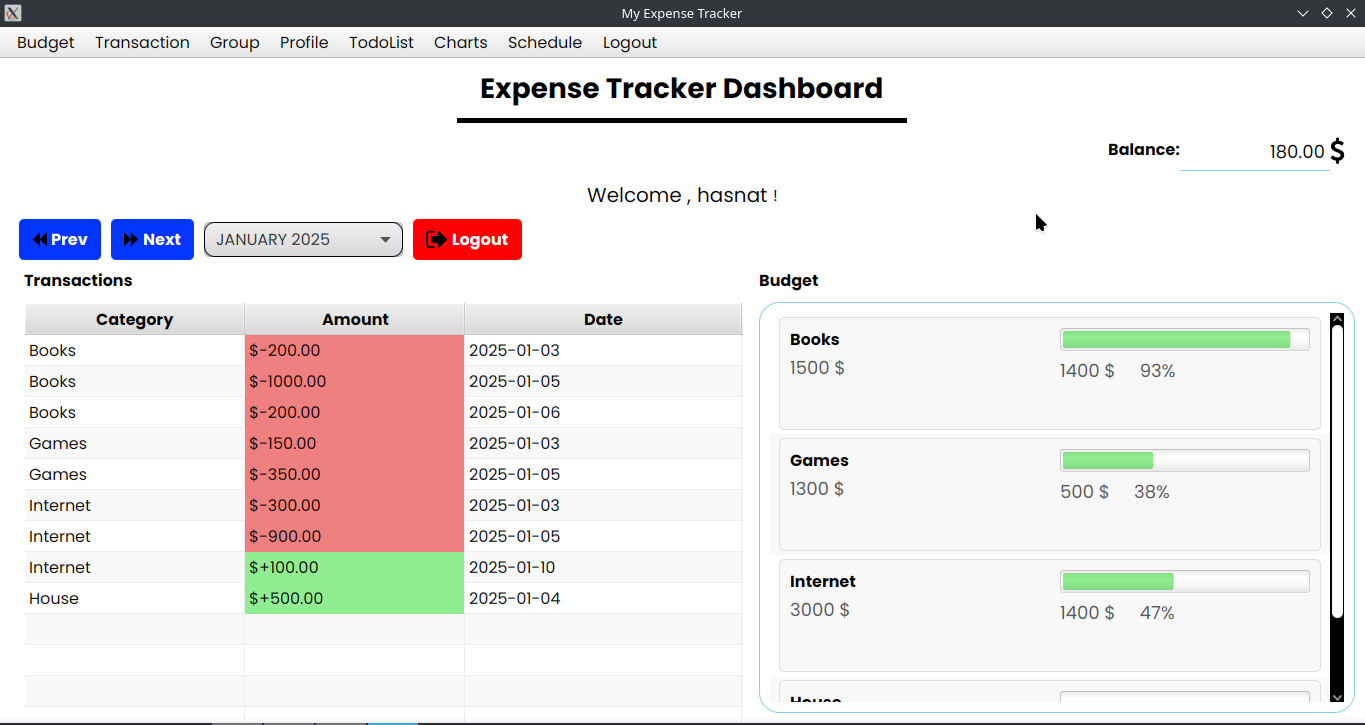 My Expense Tracker
Budget Transaction Group Profile TodoList Charts Schedule Logout
Expense Tracker Dashboard
Balance: 180.00 $
Welcome , hasnat !
Prev Next JANUARY 2025 Logout
Transactions
Category Amount Date
Books $-200.00 2025-01-03
Books $-1000.00 2025-01-05
Books $-200.00 2025-01-06
Games $-150.00 2025-01-03
Games $-350.00 2025-01-05
Internet $-300.00 2025-01-03
Internet $-900.00 2025-01-05
Internet $+100.00 2025-01-10
House $+500.00 2025-01-04
Budget
Books
1500 $ 1400 $ 93%
Games
1300 $ 500 $ 38%
Internet
3000 $ 1400 $ 47%
House